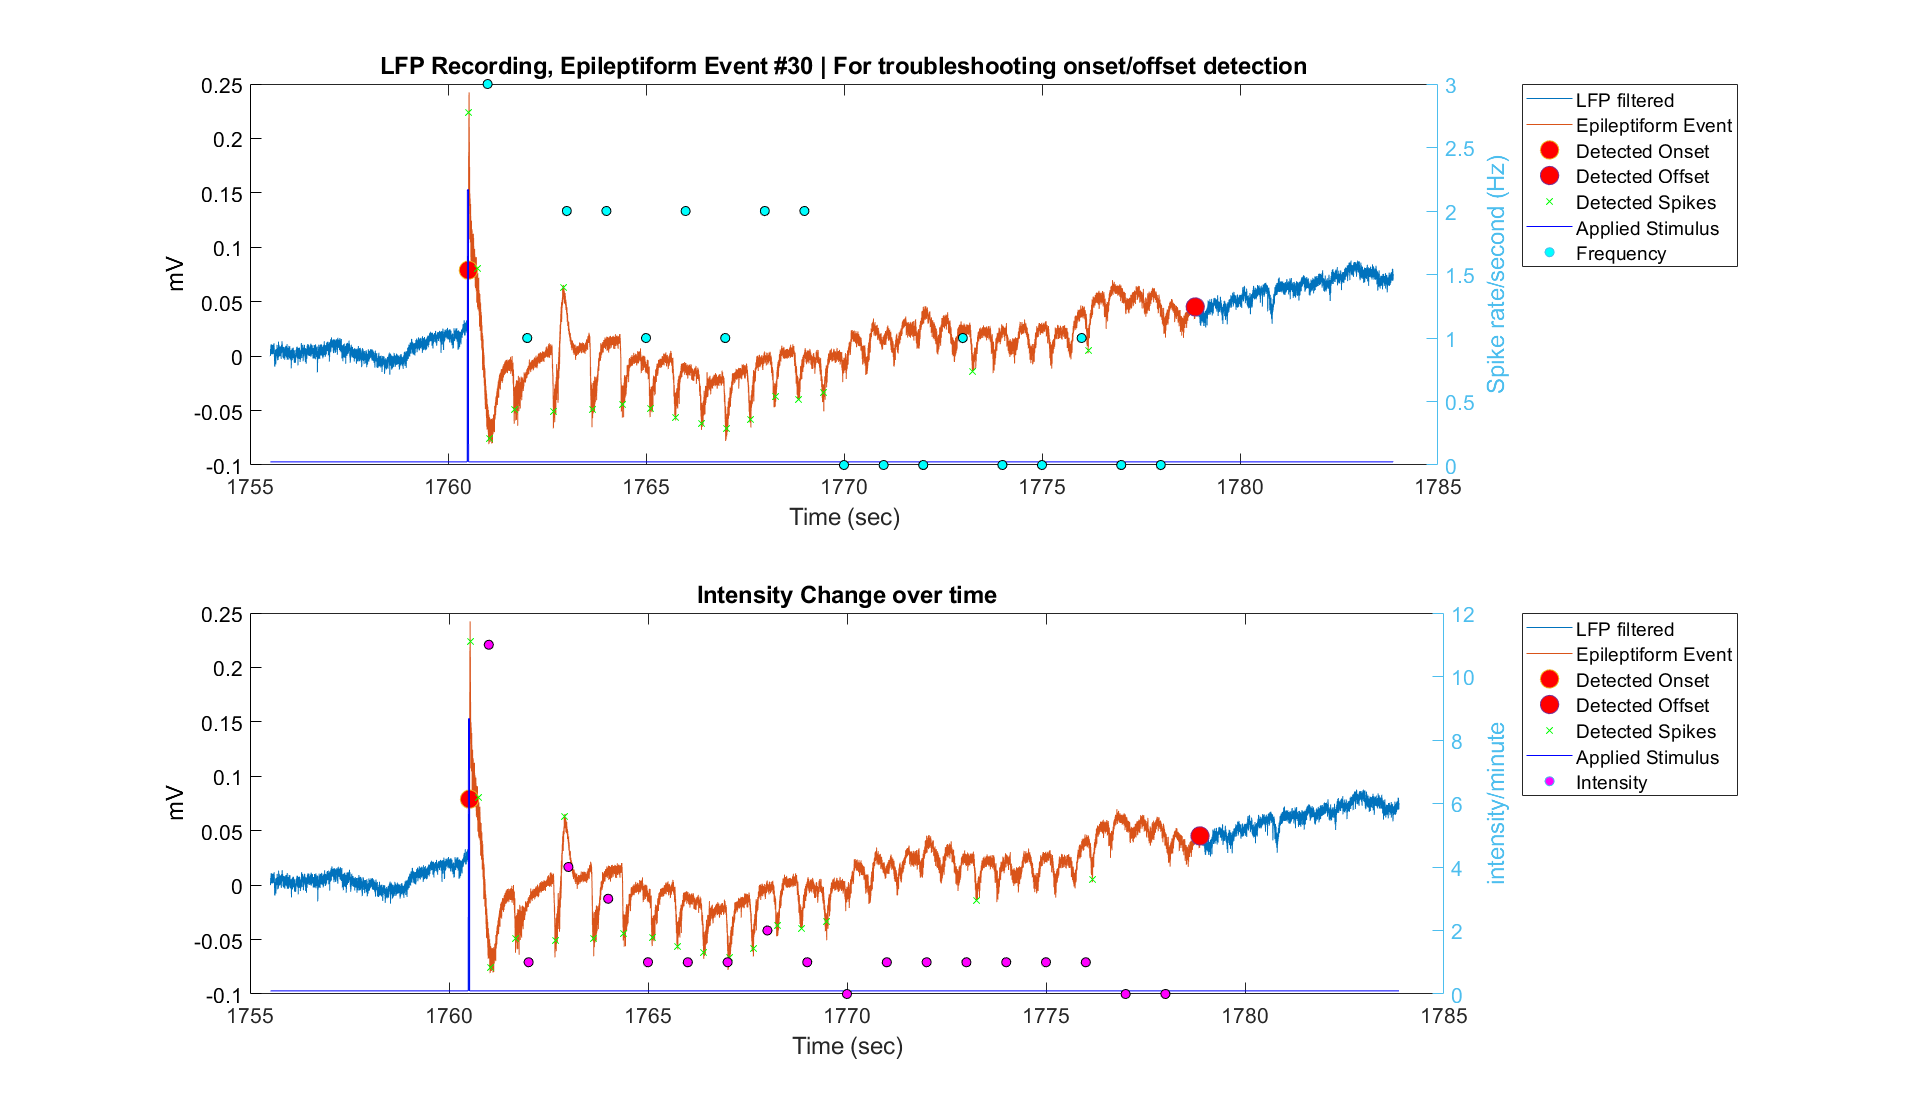 LFP Recording, Epileptiform Event #30 | For troubleshooting onset/offset detection
0.25
0.2
0.15
0.1
0.05
0
-0.05
-0.1
mV
3
2.5
2
1.5
1
0.5
0
Spike rate/second (Hz)
1755 1760 1765 1770 1775 1780 1785
Time (sec)
LFP filtered
Epileptiform Event
Detected Onset
Detected Offset
Detected Spikes
Applied Stimulus
Frequency
Intensity Change over time
0.25
0.2
0.15
0.1
0.05
0
-0.05
-0.1
mV
12
10
8
6
4
2
0
intensity/minute
1755 1760 1765 1770 1775 1780 1785
Time (sec)
LFP filtered
Epileptiform Event
Detected Onset
Detected Offset
Detected Spikes
Applied Stimulus
Intensity